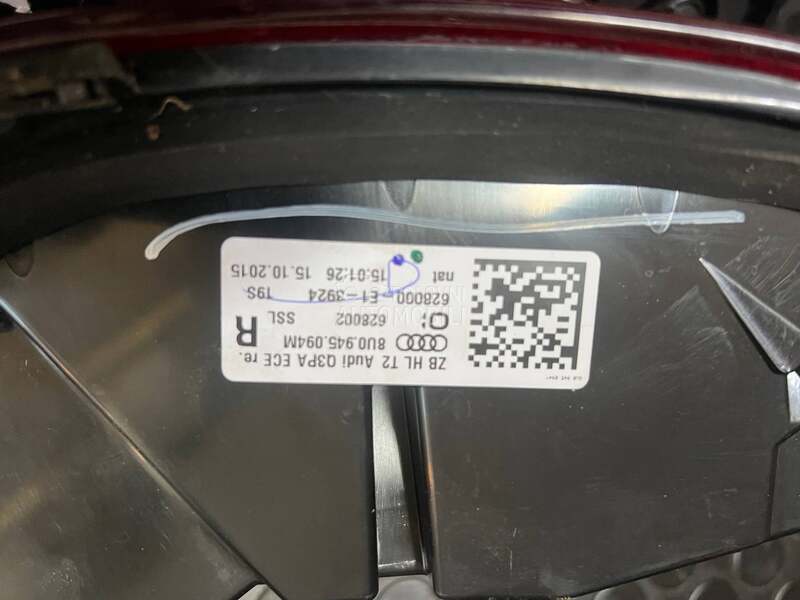 ZB HL T2 Audi Q3PA ECE re.
8U0.945.094M
R
628002 SSL
628000 E1-3924 19S
nat 15:01:26 15.10.2015